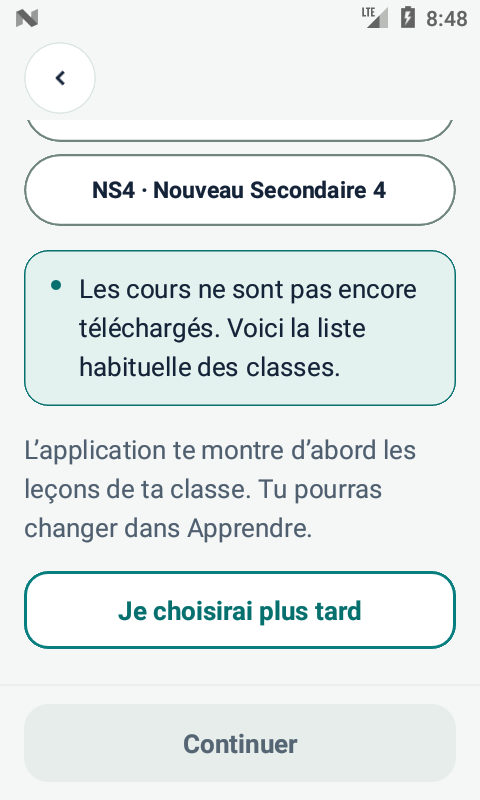 LTE 8:48
NS4 · Nouveau Secondaire 4
Les cours ne sont pas encore
téléchargés. Voici la liste
habituelle des classes.
L’application te montre d’abord les
leçons de ta classe. Tu pourras
changer dans Apprendre.
Je choisirai plus tard
Continuer